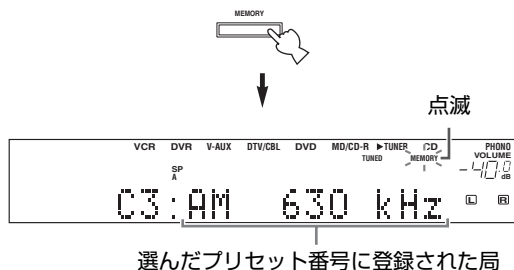 MEMORY
点滅
VCR DVR V-AUX DTV/CBL DVD MD/CD-R ▶TUNER CD PHONO
TUNED MEMORY VOLUME
SP
A
-40.0 dB
C3:AM 630 kHz L R
選んだプリセット番号に登録された局